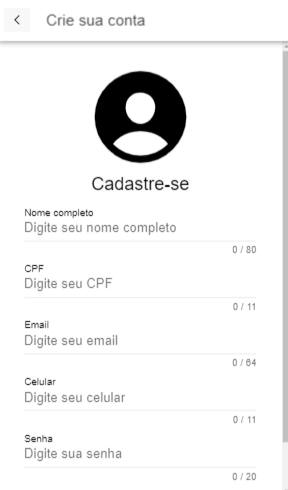 Crie sua conta
Cadastre-se
Nome completo
Digite seu nome completo
0 / 80
CPF
Digite seu CPF
0 / 11
Email
Digite seu email
0 / 64
Celular
Digite seu celular
0 / 11
Senha
Digite sua senha
0 / 20